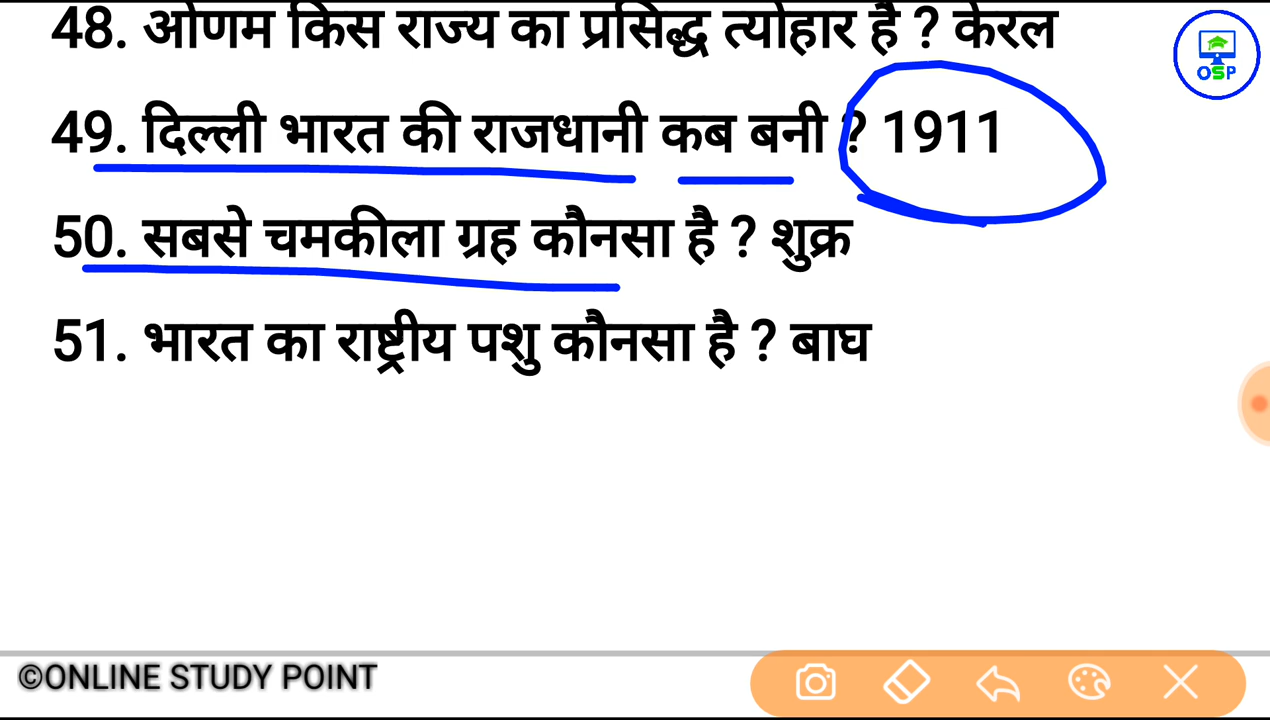 48. ओणम किस राज्य का प्रसिद्ध त्योहार है ? केरल
OSP
49. दिल्ली भारत की राजधानी कब बनी ? 1911
50. सबसे चमकीला ग्रह कौनसा है ? शुक्र
51. भारत का राष्ट्रीय पशु कौनसा है ? बाघ
©ONLINE STUDY POINT